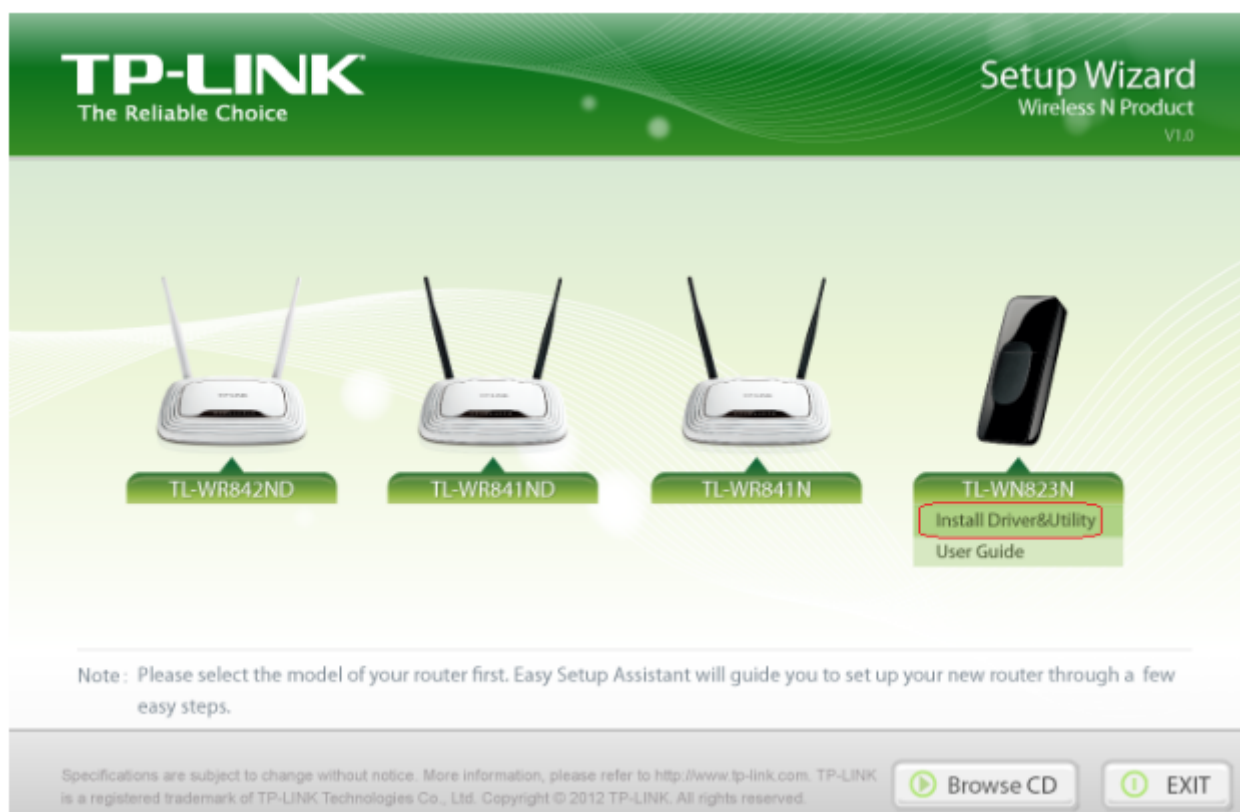 TP-LINK
The Reliable Choice
Setup Wizard
Wireless N Product
V1.0
TL-WR842ND
TL-WR841ND
TL-WR841N
TL-WN823N
Install Driver&Utility
User Guide
Note: Please select the model of your router first. Easy Setup Assistant will guide you to set up your new router through a few
easy steps.
Specifications are subject to change without notice. More information, please refer to http://www.tp-link.com. TP-LINK
is a registered trademark of TP-LINK Technologies Co., Ltd. Copyright © 2012 TP-LINK. All rights reserved.
Browse CD
EXIT